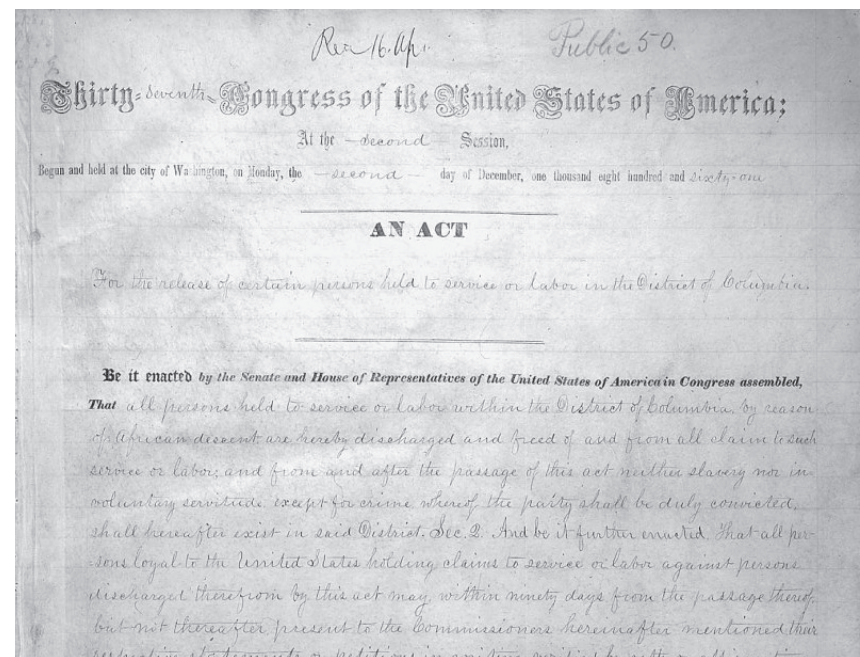 Rec 16. Apr.
Public 50.
Thirty-seventh-Congress of the United States of America;
At the -second Session,
Begun and held at the city of Washington, on Monday, the -second- day of December, one thousand eight hundred and sixty-one
AN ACT
For the release of certain persons held to service or labor in the District of Columbia.
Be it enacted by the Senate and House of Representatives of the United States of America in Congress assembled,
That all persons held to service or labor within the District of Columbia by reason
of African descent are hereby discharged and freed of and from all claim to such
service or labor; and from and after the passage of this act neither slavery nor in-
voluntary servitude, except for crime, whereof the party shall be duly convicted,
shall hereafter exist in said District. Sec. 2. And be it further enacted, That all per-
sons loyal to the United States holding claims to service or labor against persons
discharged therefrom by this act may, within ninety days from the passage thereof,
but not thereafter, present to the Commissioners hereinafter mentioned their
respective statements or petitions in writing, verified by